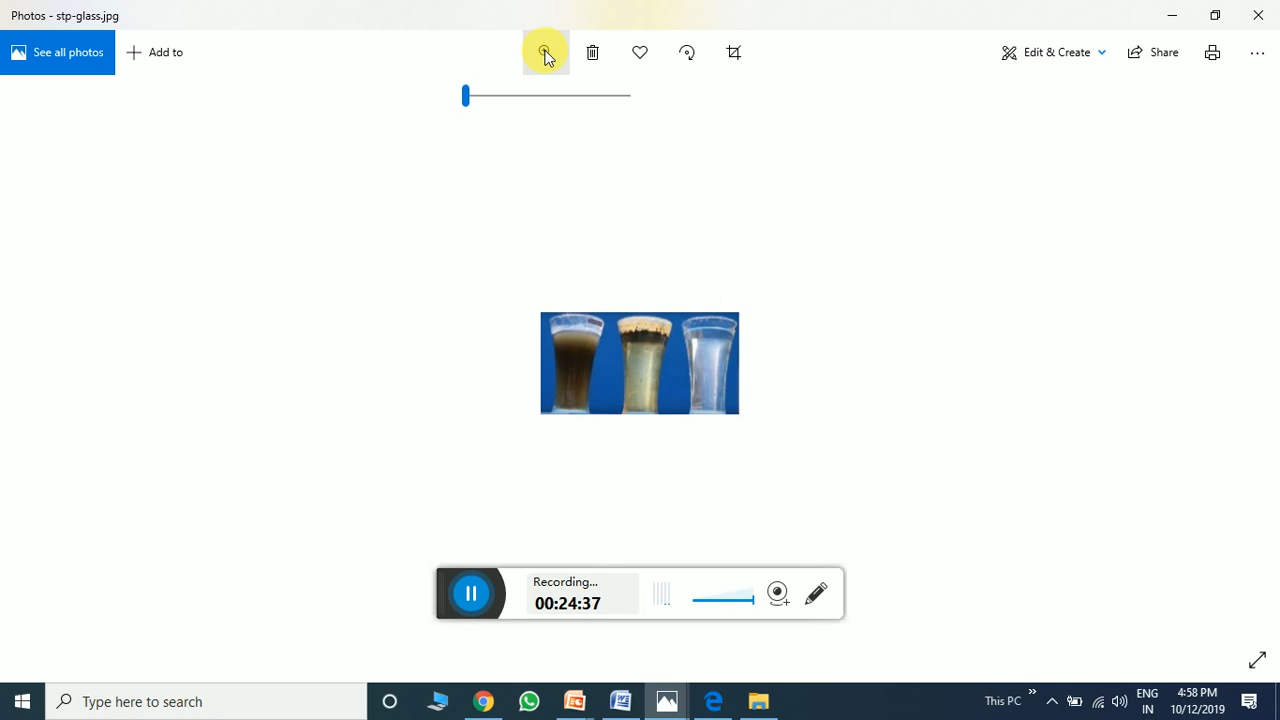 Photos - stp-glass.jpg
See all photos
Add to
Edit & Create
Share
Recording...
00:24:37
Type here to search
This PC
ENG
IN
4:58 PM
10/12/2019